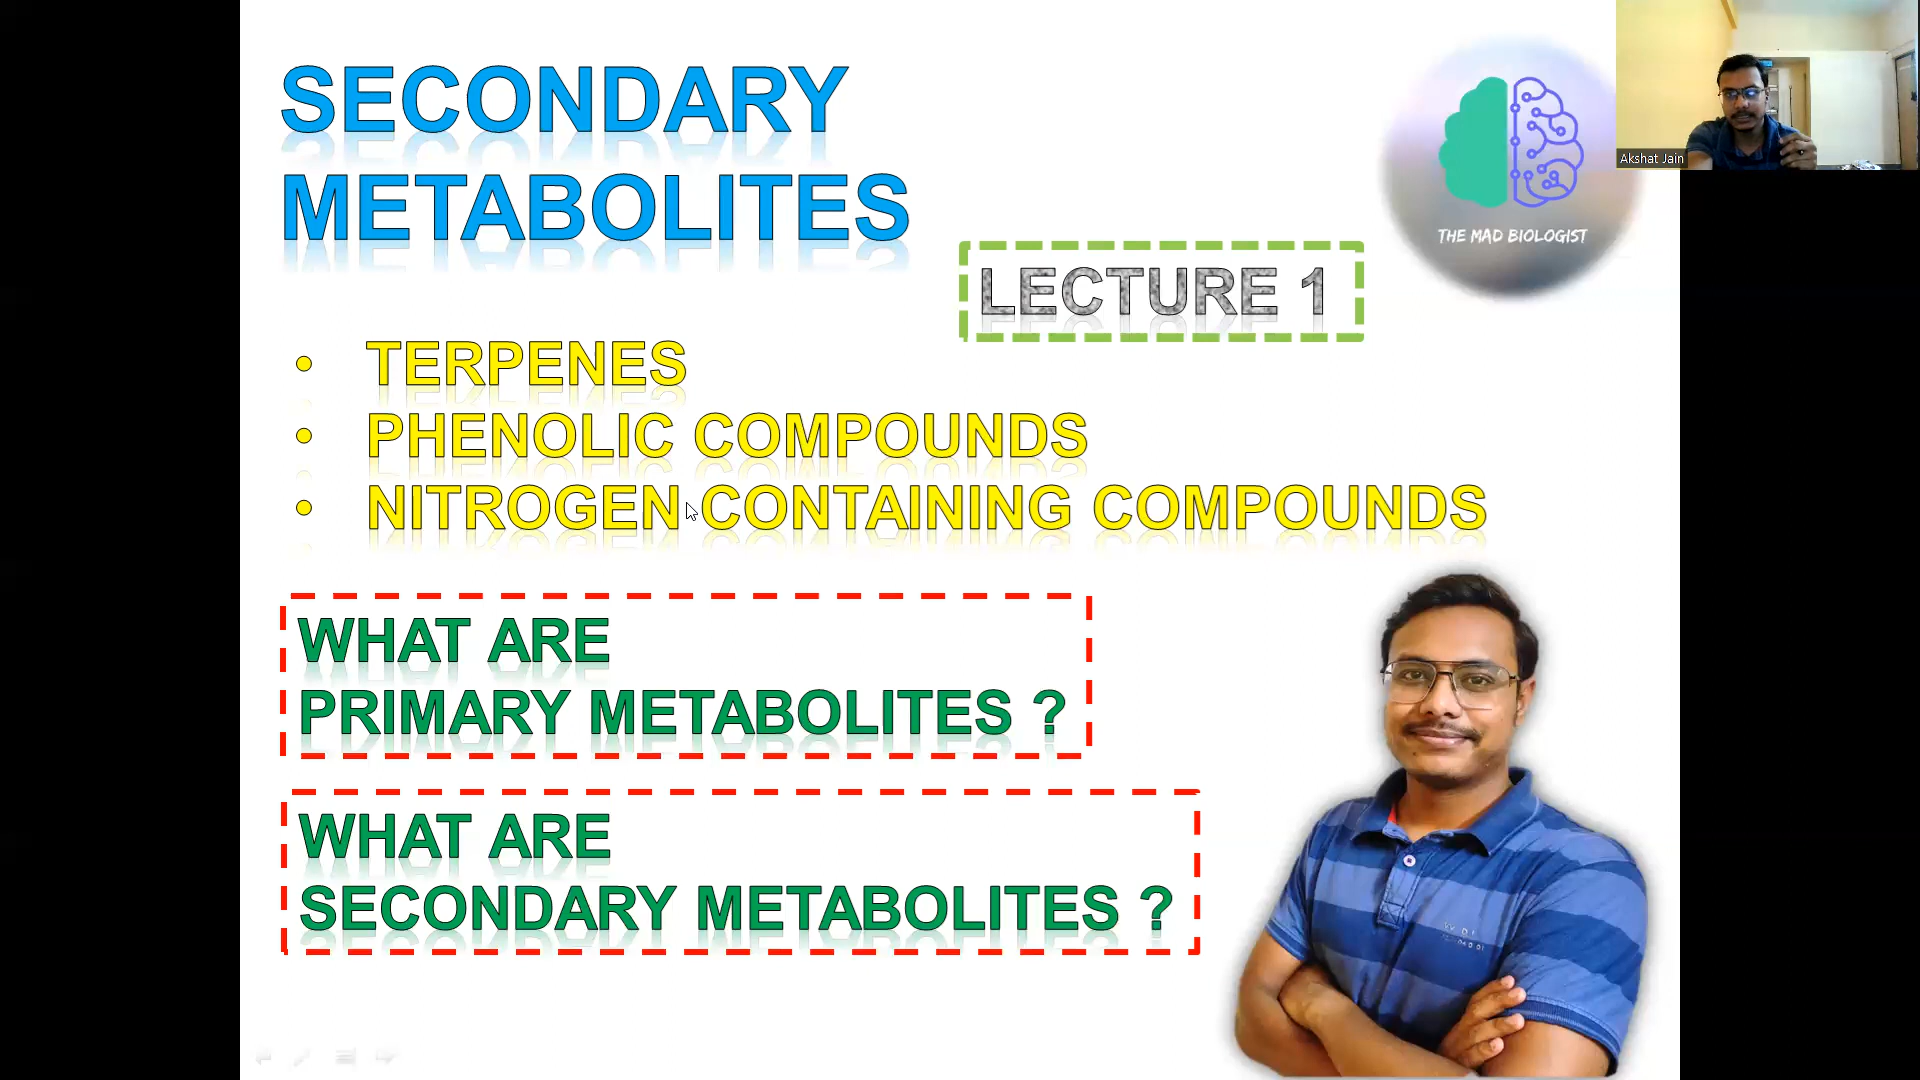 SECONDARY
METABOLITES
THE MAD BIOLOGIST
Akshat Jain
LECTURE 1
• TERPENES
• PHENOLIC COMPOUNDS
• NITROGEN CONTAINING COMPOUNDS
WHAT ARE
PRIMARY METABOLITES ?
WHAT ARE
SECONDARY METABOLITES ?